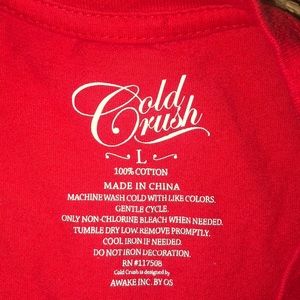 Cold
Crush
L
100% COTTON
MADE IN CHINA
MACHINE WASH COLD WITH LIKE COLORS.
GENTLE CYCLE.
ONLY NON-CHLORINE BLEACH WHEN NEEDED.
TUMBLE DRY LOW. REMOVE PROMPTLY.
COOL IRON IF NEEDED.
DO NOT IRON DECORATION.
RN #117508
Cold Crush is designed by
AWAKE INC. BY GS